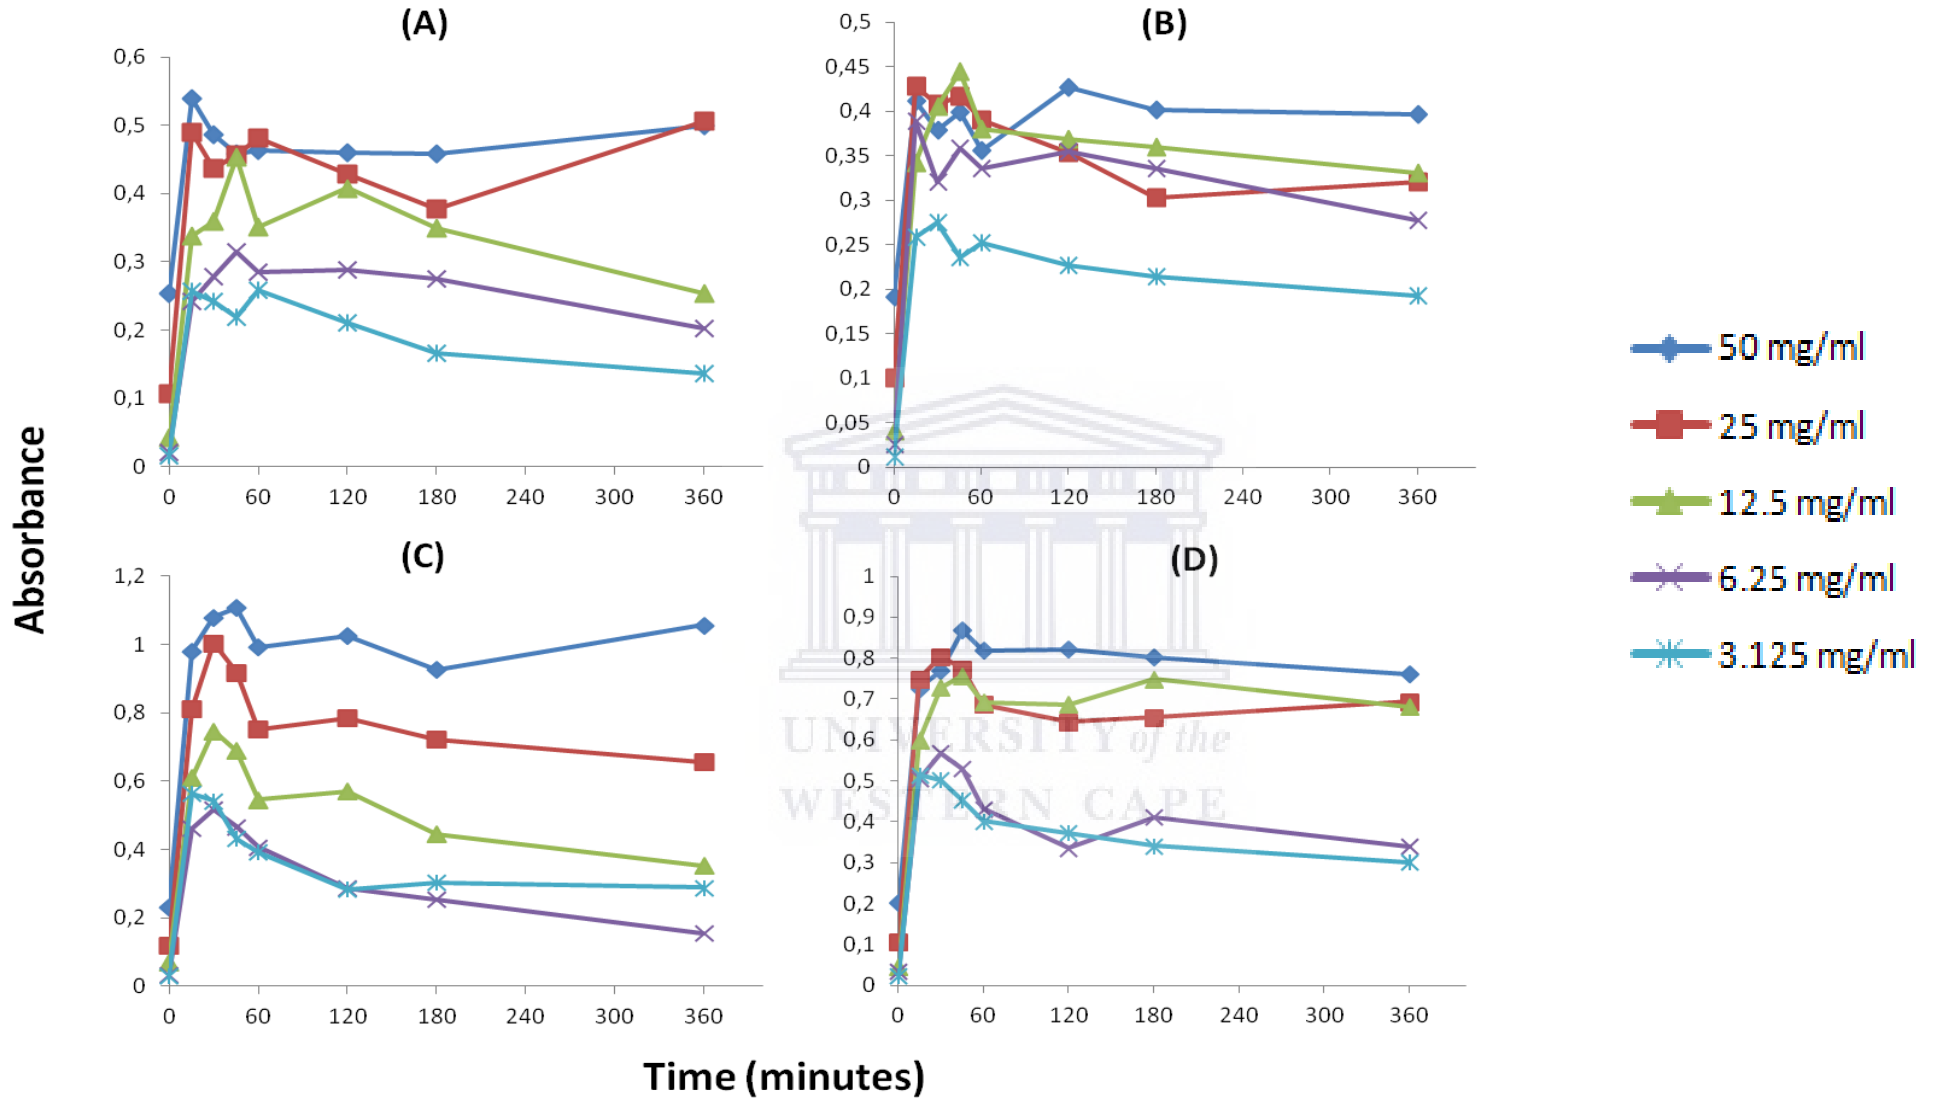 (A)
0,6
0,5
0,4
0,3
0,2
0,1
0
0 60 120 180 240 300 360
(B)
0,5
0,45
0,4
0,35
0,3
0,25
0,2
0,15
0,1
0,05
0
0 60 120 180 240 300 360
Absorbance
(C)
1,2
1
0,8
0,6
0,4
0,2
0
0 60 120 180 240 300 360
(D)
1
0,9
0,8
0,7
0,6
0,5
0,4
0,3
0,2
0,1
0
0 60 120 180 240 300 360
Time (minutes)
50 mg/ml
25 mg/ml
12.5 mg/ml
6.25 mg/ml
3.125 mg/ml
UNIVERSITY of the
WESTERN CAPE